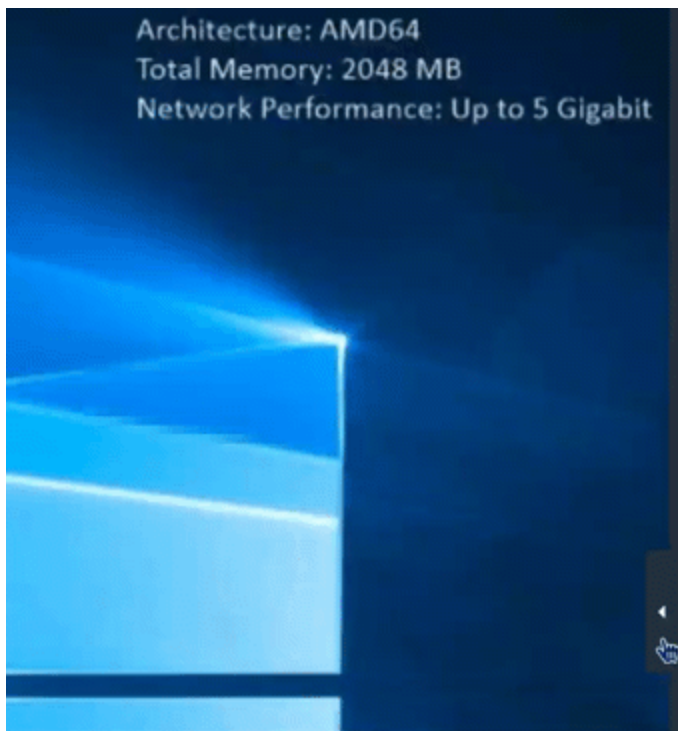 Architecture: AMD64
Total Memory: 2048 MB
Network Performance: Up to 5 Gigabit